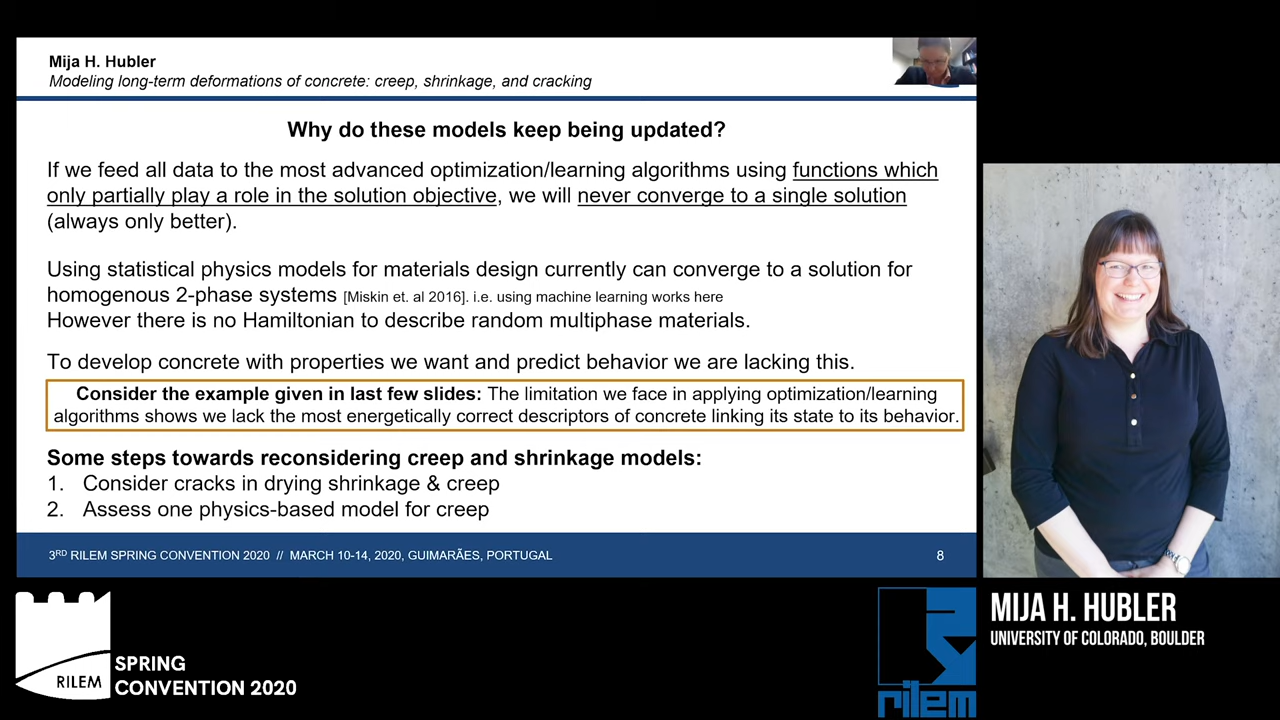 Mija H. Hubler
Modeling long-term deformations of concrete: creep, shrinkage, and cracking
Why do these models keep being updated?
If we feed all data to the most advanced optimization/learning algorithms using functions which
only partially play a role in the solution objective, we will never converge to a single solution
(always only better).
Using statistical physics models for materials design currently can converge to a solution for
homogenous 2-phase systems [Miskin et. al 2016]. i.e. using machine learning works here
However there is no Hamiltonian to describe random multiphase materials.
To develop concrete with properties we want and predict behavior we are lacking this.
Consider the example given in last few slides: The limitation we face in applying optimization/learning
algorithms shows we lack the most energetically correct descriptors of concrete linking its state to its behavior.
Some steps towards reconsidering creep and shrinkage models:
1. Consider cracks in drying shrinkage & creep
2. Assess one physics-based model for creep
3RD RILEM SPRING CONVENTION 2020 // MARCH 10-14, 2020, GUIMARÃES, PORTUGAL
8
RILEM
SPRING
CONVENTION 2020
rilem
MIJA H. HUBLER
UNIVERSITY OF COLORADO, BOULDER